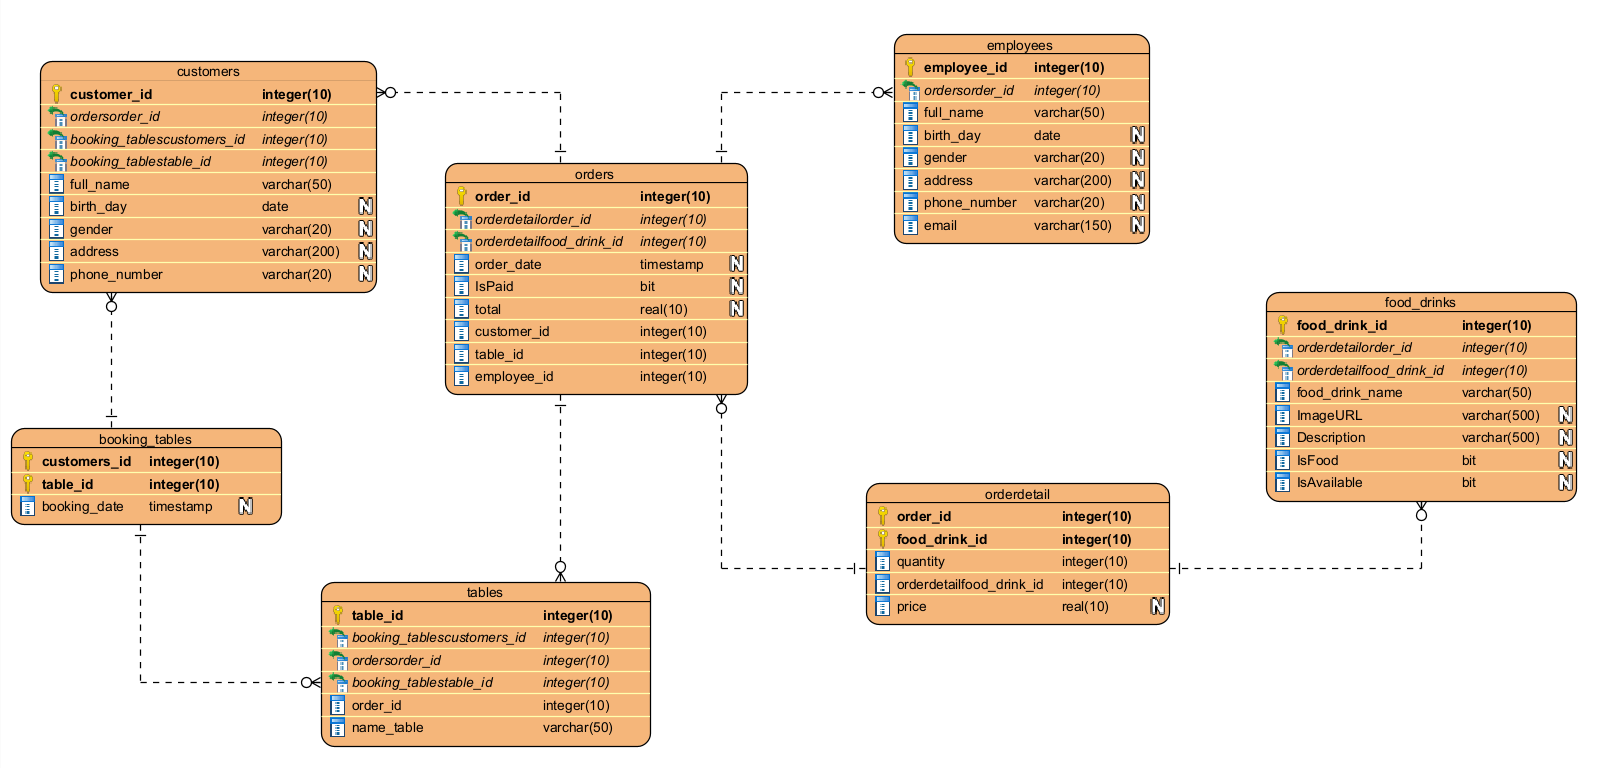 customers
customer_id integer(10)
ordersorder_id integer(10)
booking_tablescustomers_id integer(10)
booking_tablestable_id integer(10)
full_name varchar(50)
birth_day date N
gender varchar(20) N
address varchar(200) N
phone_number varchar(20) N
employees
employee_id integer(10)
ordersorder_id integer(10)
full_name varchar(50)
birth_day date N
gender varchar(20) N
address varchar(200) N
phone_number varchar(20) N
email varchar(150) N
orders
order_id integer(10)
orderdetailorder_id integer(10)
orderdetailfood_drink_id integer(10)
order_date timestamp N
IsPaid bit N
total real(10) N
customer_id integer(10)
table_id integer(10)
employee_id integer(10)
food_drinks
food_drink_id integer(10)
orderdetailorder_id integer(10)
orderdetailfood_drink_id integer(10)
food_drink_name varchar(50)
ImageURL varchar(500) N
Description varchar(500) N
IsFood bit N
IsAvailable bit N
booking_tables
customers_id integer(10)
table_id integer(10)
booking_date timestamp N
orderdetail
order_id integer(10)
food_drink_id integer(10)
quantity integer(10)
orderdetailfood_drink_id integer(10)
price real(10) N
tables
table_id integer(10)
booking_tablescustomers_id integer(10)
ordersorder_id integer(10)
booking_tablestable_id integer(10)
order_id integer(10)
name_table varchar(50)